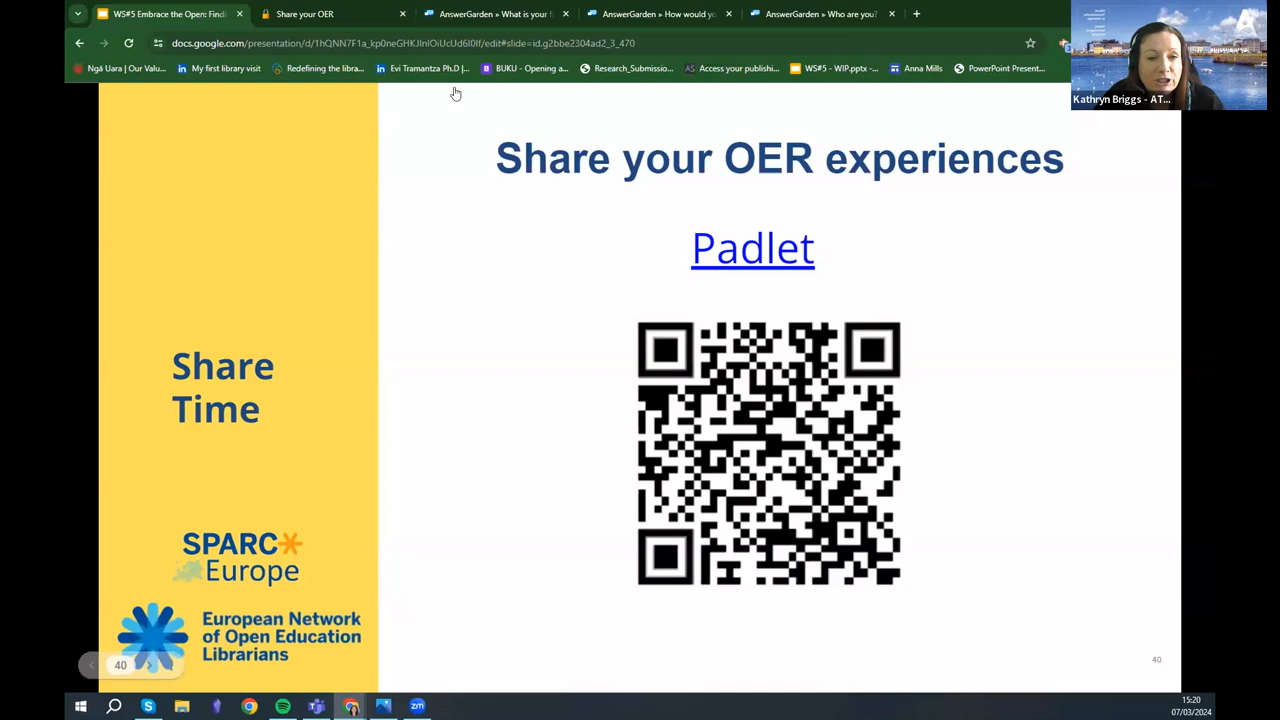 WS#5 Embrace the Open: Findi
Share your OER
AnswerGarden » What is your f
AnswerGarden » How would yo
AnswerGarden » Who are you?
docs.google.com/presentation/d/1hQNN7F1a_kp0neGHKJInIOiUcUd6I0lf/edit#slide=id.g2bbe2304ad2_3_470
Ngā Uara | Our Valu...
My first library visit
Redefining the libra...
Evi Tramantza Ph.D |...
BUKU - Opening a...
Research_Submissio...
Access your publishi...
WS#5 - WIP.pptx -...
Anna Mills
PowerPoint Present...
Kathryn Briggs - AT...
Share your OER experiences
Padlet
Share
Time
SPARC
Europe
European Network
of Open Education
Librarians
40
40
15:20
07/03/2024